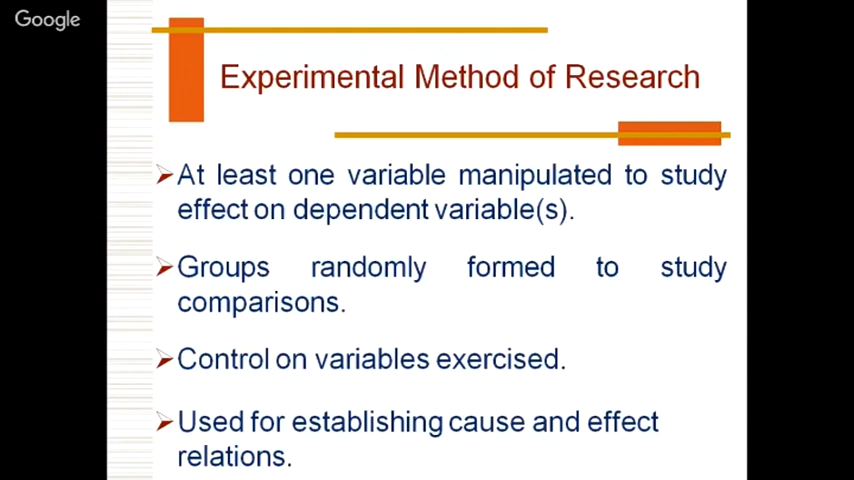 Google
Experimental Method of Research
At least one variable manipulated to study
effect on dependent variable(s).
Groups randomly formed to study
comparisons.
Control on variables exercised.
Used for establishing cause and effect
relations.